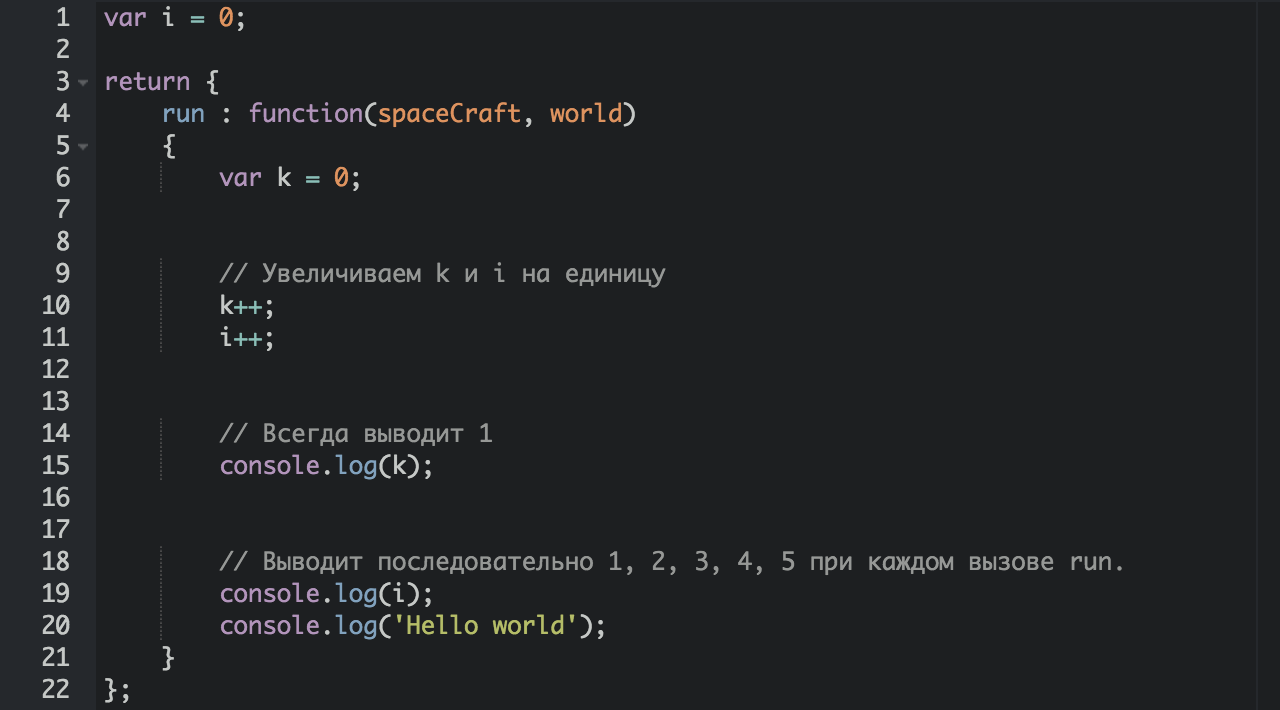 1 var i = 0;
2
3 return {
4     run : function(spaceCraft, world)
5     {
6         var k = 0;
7
8
9         // Увеличиваем k и i на единицу
10         k++;
11         i++;
12
13
14         // Всегда выводит 1
15         console.log(k);
16
17
18         // Выводит последовательно 1, 2, 3, 4, 5 при каждом вызове run.
19         console.log(i);
20         console.log('Hello world');
21     }
22 };